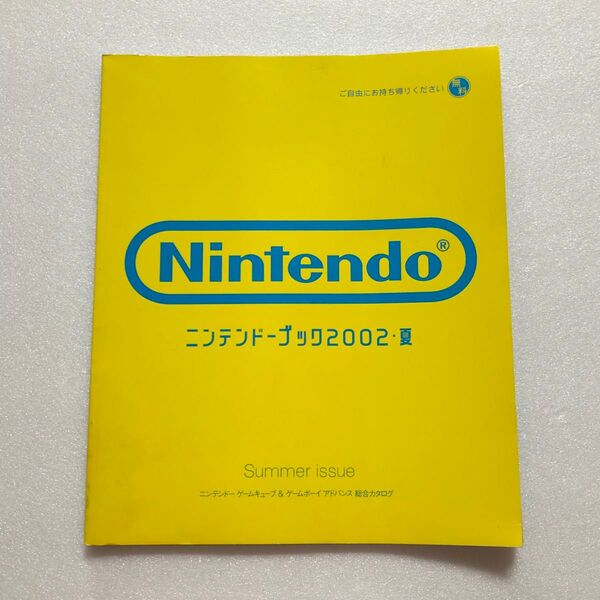 ご自由にお持ち帰りください 無料
Nintendo®
ニンテンドーブック2002・夏
Summer issue
ニンテンドー ゲームキューブ & ゲームボーイ アドバンス 総合カタログ